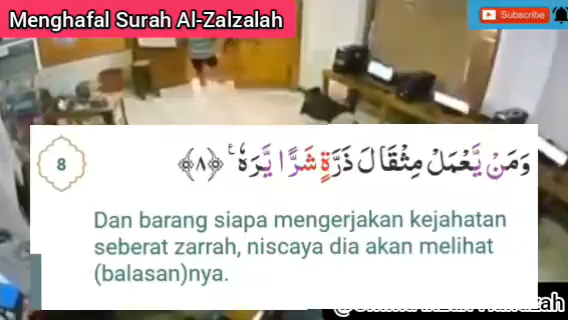 Menghafal Surah Al-Zalzalah
Subscribe
8
وَمَنْ يَّعْمَلْ مِثْقَالَ ذَرَّةٍ شَرًّا يَّرَهٗ ࣖ ﴿٨﴾
Dan barang siapa mengerjakan kejahatan
seberat zarrah, niscaya dia akan melihat
(balasan)nya.